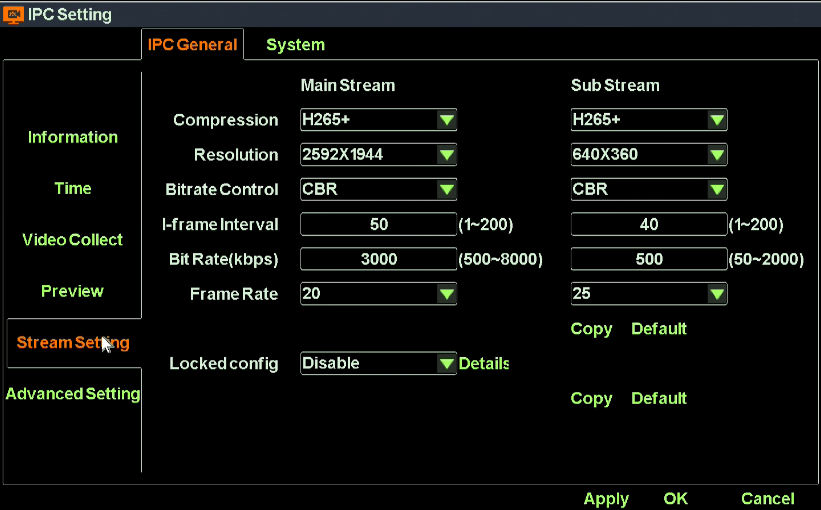 IPC Setting
IPC General System
Main Stream Sub Stream
Compression H265+ H265+
Information
Resolution 2592X1944 640X360
Time
Bitrate Control CBR CBR
I-frame Interval 50 (1~200) 40 (1~200)
Video Collect
Bit Rate(kbps) 3000 (500~8000) 500 (50~2000)
Preview
Frame Rate 20 25
Copy Default
Stream Setting
Locked config Disable Details
Advanced Setting
Copy Default
Apply OK Cancel